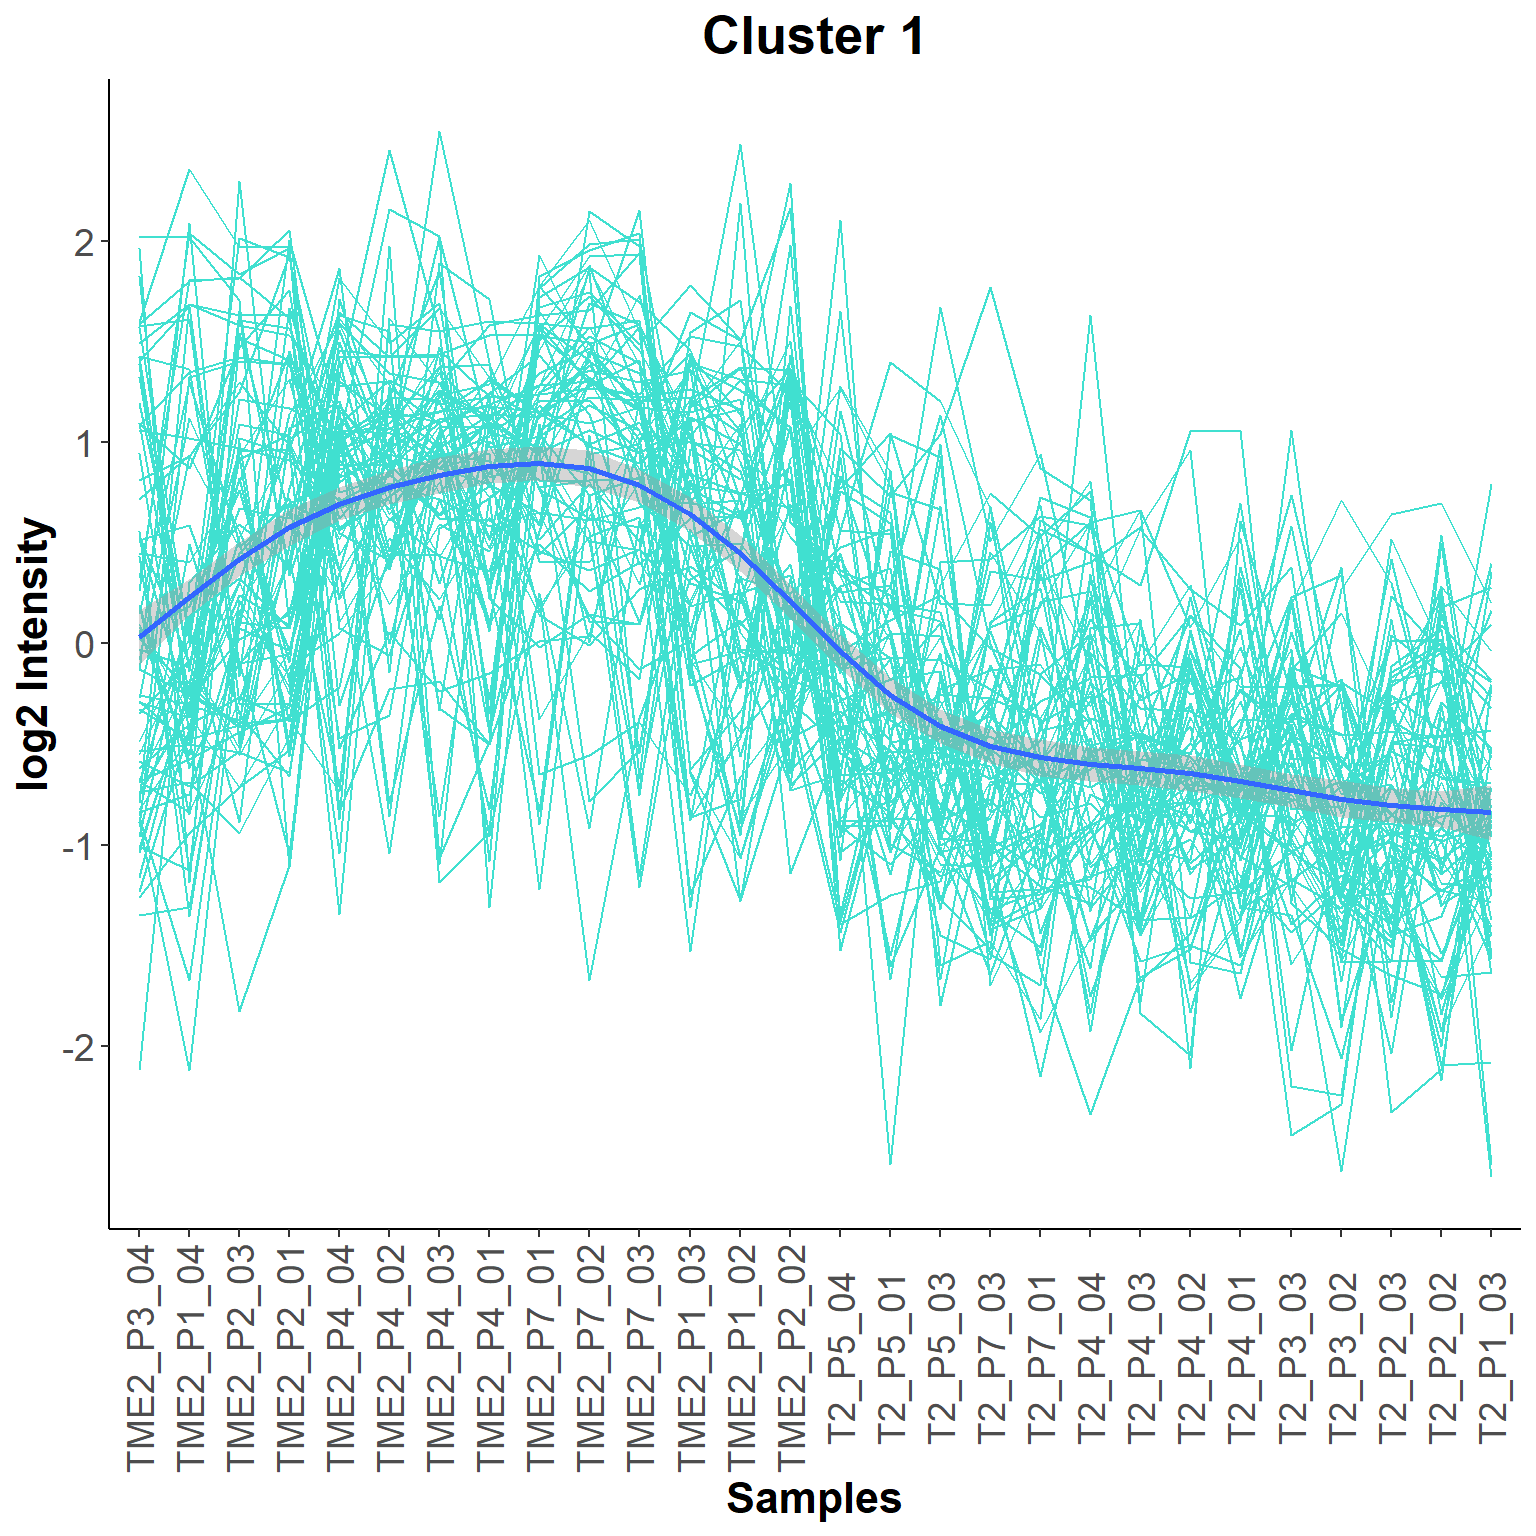 Cluster 1
log2 Intensity
2
1
0
-1
-2
TME2_P3_04
TME2_P1_04
TME2_P2_03
TME2_P2_01
TME2_P4_04
TME2_P4_02
TME2_P4_03
TME2_P4_01
TME2_P7_01
TME2_P7_02
TME2_P7_03
TME2_P1_03
TME2_P1_02
TME2_P2_02
T2_P5_04
T2_P5_01
T2_P5_03
T2_P7_03
T2_P7_01
T2_P4_04
T2_P4_03
T2_P4_02
T2_P4_01
T2_P3_03
T2_P3_02
T2_P2_03
T2_P2_02
T2_P1_03
Samples